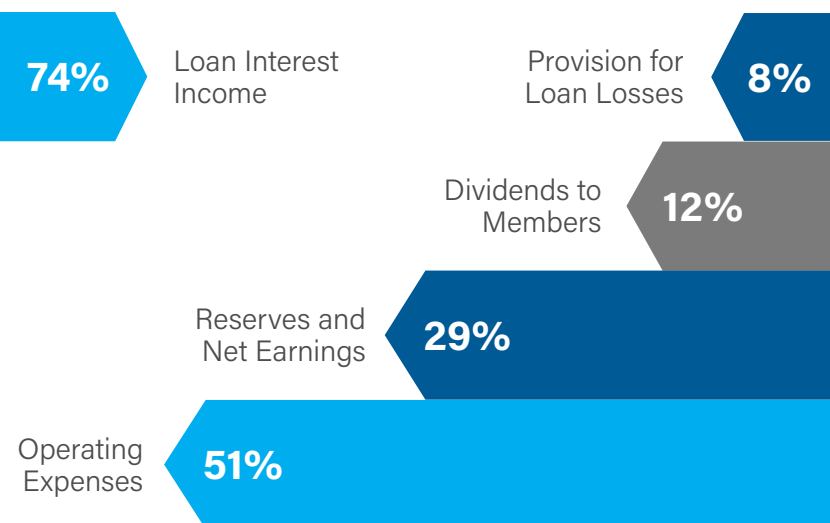 74%
Loan Interest
Income
Provision for
Loan Losses
8%
Dividends to
Members
12%
Reserves and
Net Earnings
29%
Operating
Expenses
51%